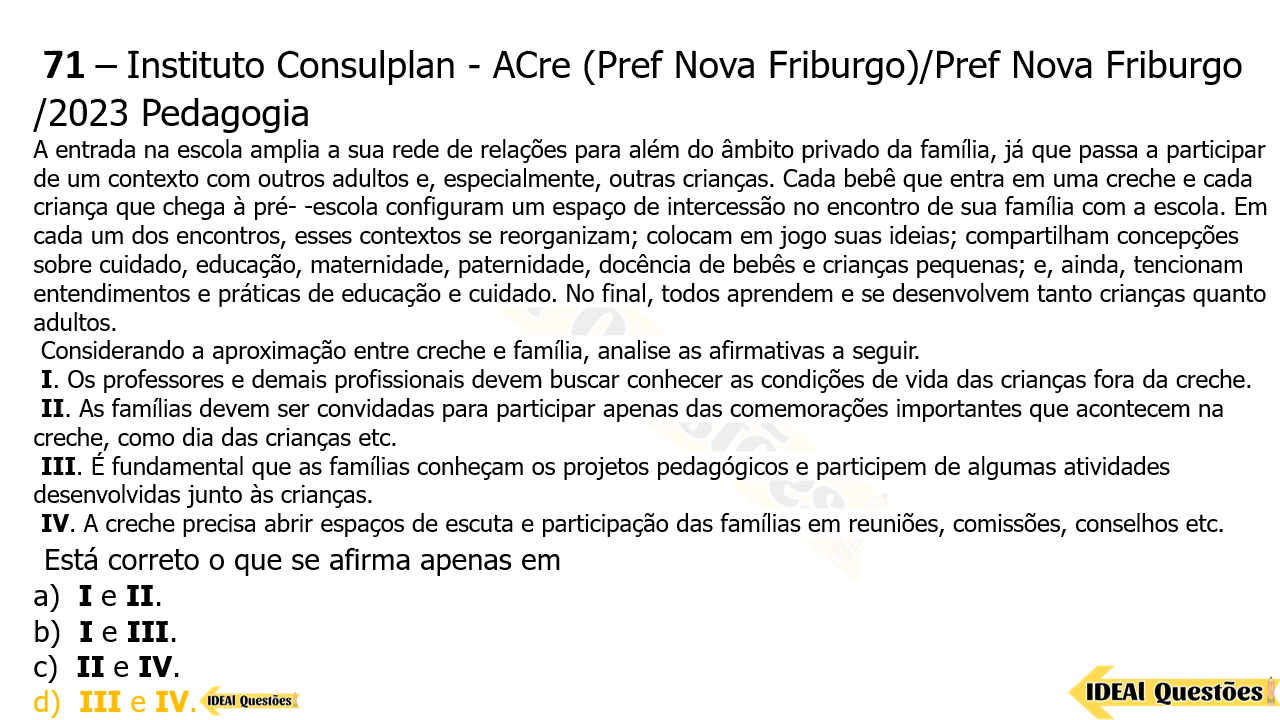 71 – Instituto Consulplan - ACre (Pref Nova Friburgo)/Pref Nova Friburgo
/2023 Pedagogia
A entrada na escola amplia a sua rede de relações para além do âmbito privado da família, já que passa a participar
de um contexto com outros adultos e, especialmente, outras crianças. Cada bebê que entra em uma creche e cada
criança que chega à pré- -escola configuram um espaço de intercessão no encontro de sua família com a escola. Em
cada um dos encontros, esses contextos se reorganizam; colocam em jogo suas ideias; compartilham concepções
sobre cuidado, educação, maternidade, paternidade, docência de bebês e crianças pequenas; e, ainda, tencionam
entendimentos e práticas de educação e cuidado. No final, todos aprendem e se desenvolvem tanto crianças quanto
adultos.
Considerando a aproximação entre creche e família, analise as afirmativas a seguir.
I. Os professores e demais profissionais devem buscar conhecer as condições de vida das crianças fora da creche.
II. As famílias devem ser convidadas para participar apenas das comemorações importantes que acontecem na
creche, como dia das crianças etc.
III. É fundamental que as famílias conheçam os projetos pedagógicos e participem de algumas atividades
desenvolvidas junto às crianças.
IV. A creche precisa abrir espaços de escuta e participação das famílias em reuniões, comissões, conselhos etc.
Está correto o que se afirma apenas em
a) I e II.
b) I e III.
c) II e IV.
d) III e IV. IDEAl Questões
IDEAl Questões